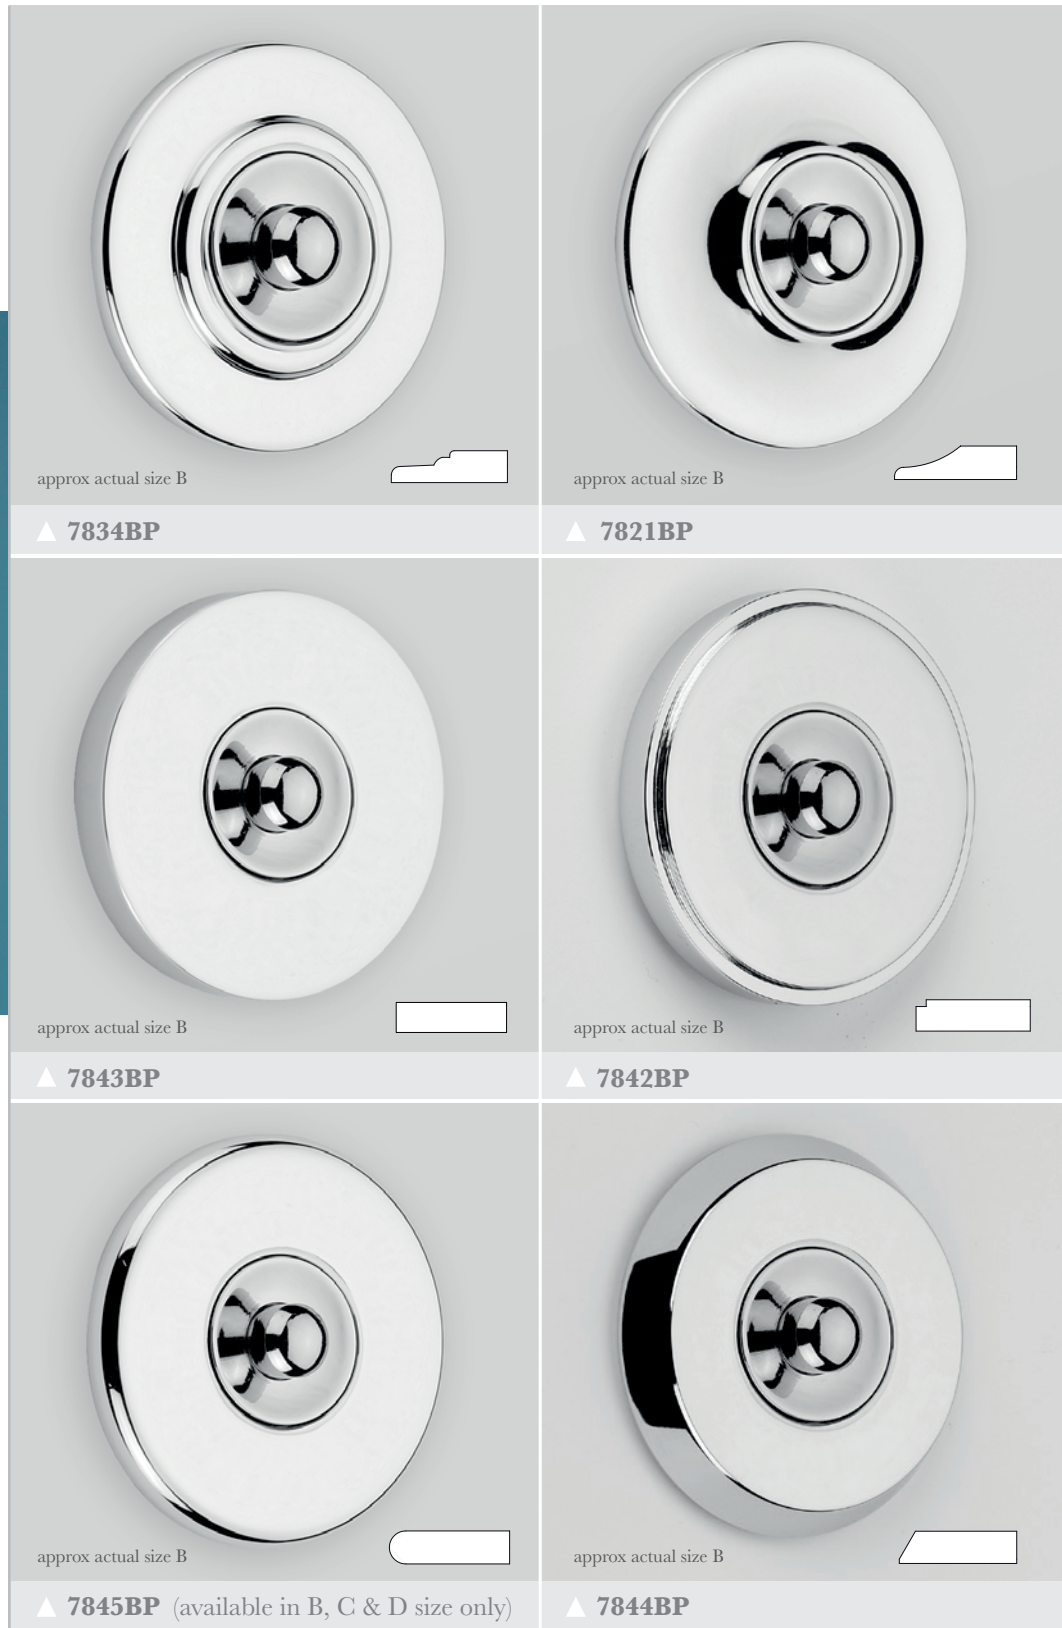 approx actual size B
approx actual size B
7834BP
7821BP
approx actual size B
approx actual size B
7843BP
7842BP
approx actual size B
approx actual size B
7845BP (available in B, C & D size only)
7844BP